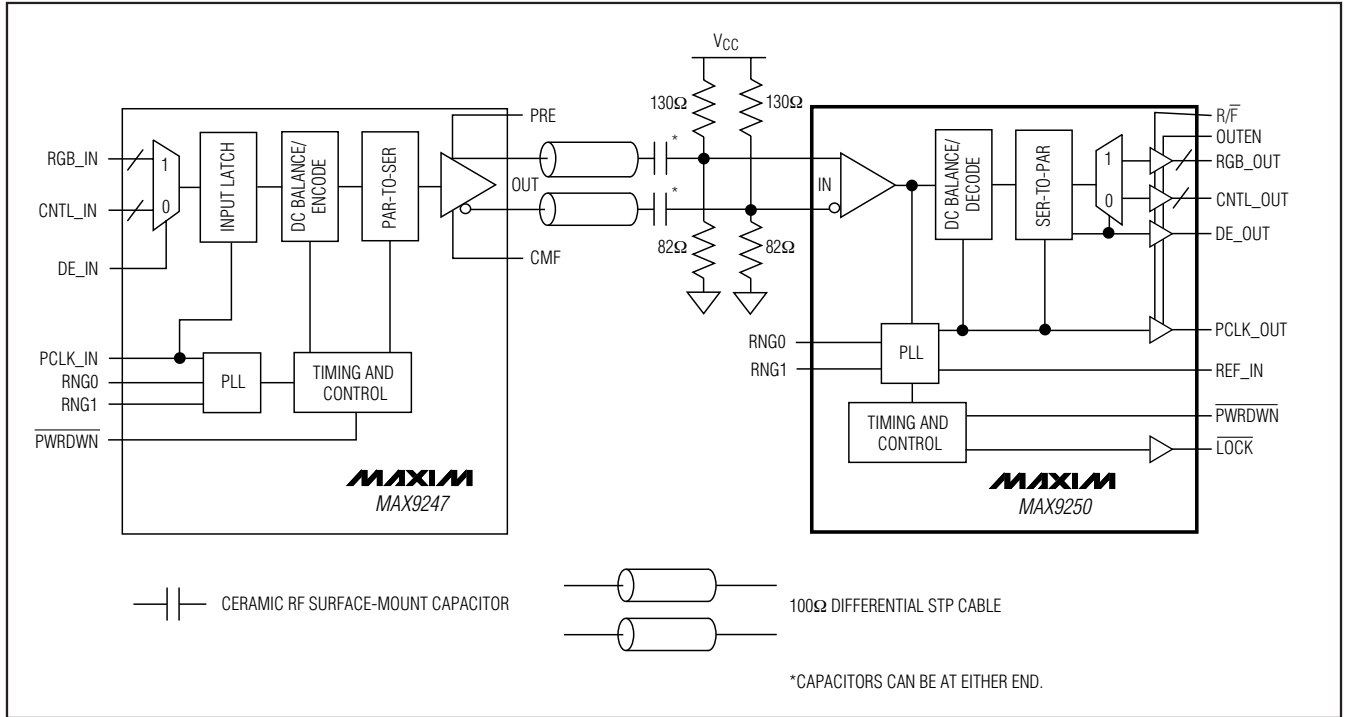 VCC
130Ω
130Ω
82Ω
82Ω
PRE
OUT
CMF
RGB_IN
CNTL_IN
DE_IN
PCLK_IN
RNG0
RNG1
PWRDWN
1
0
INPUT LATCH
DC BALANCE/
ENCODE
PAR-TO-SER
PLL
TIMING AND
CONTROL
MAXIM
MAX9247
*
*
IN
DC BALANCE/
DECODE
SER-TO-PAR
1
0
R/F
OUTEN
RGB_OUT
CNTL_OUT
DE_OUT
PCLK_OUT
RNG0
RNG1
PLL
REF_IN
TIMING AND
CONTROL
PWRDWN
LOCK
MAXIM
MAX9250
CERAMIC RF SURFACE-MOUNT CAPACITOR
100Ω DIFFERENTIAL STP CABLE
*CAPACITORS CAN BE AT EITHER END.